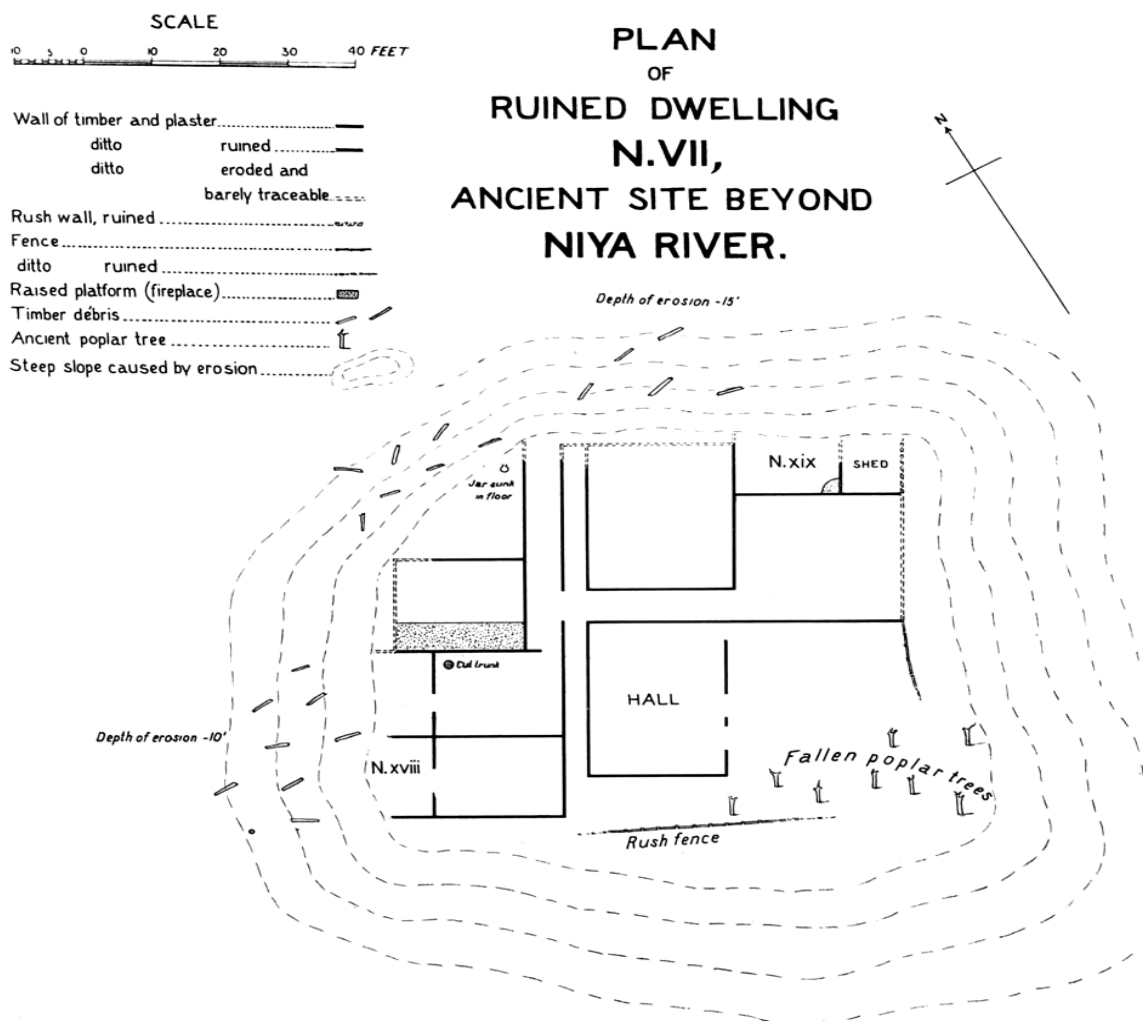 SCALE
10 5 0 10 20 30 40 FEET
PLAN
OF
RUINED DWELLING
N.VII,
ANCIENT SITE BEYOND
NIYA RIVER.
N
Wall of timber and plaster
ditto ruined
ditto eroded and
barely traceable
Rush wall, ruined
Fence
ditto ruined
Raised platform (fireplace)
Timber débris
Ancient poplar tree
Steep slope caused by erosion
Depth of erosion -15'
N.xix
SHED
Jar sunk
in floor
HALL
Depth of erosion -10'
N.xviii
Fallen poplar trees
Rush fence